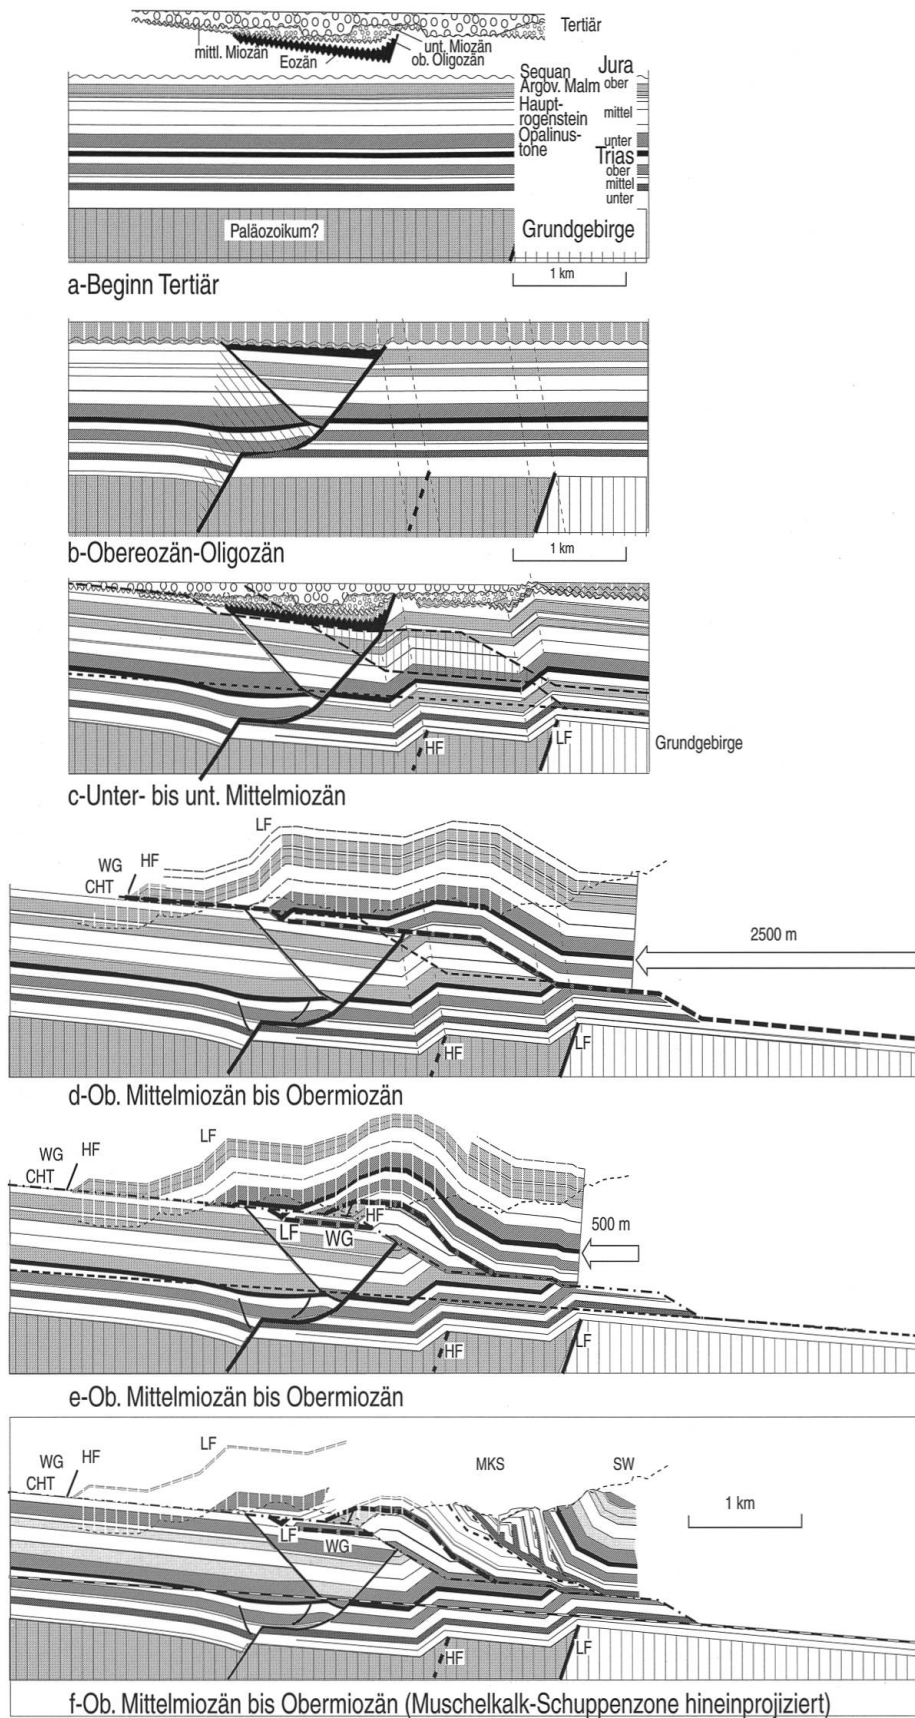 Tertiär
mittl. Miozän
unt. Miozän
Eozän
ob. Oligozän
Jura
Sequan
ober
Argov. Malm
Haupt-
rogenstein
mittel
Opalinus-
tone
unter
Trias
ober
mittel
unter
Paläozoikum?
Grundgebirge
1 km
a-Beginn Tertiär
b-Obereozän-Oligozän
1 km
HF
LF
Grundgebirge
c-Unter- bis unt. Mittelmiozän
LF
WG
HF
CHT
2500 m
HF
LF
d-Ob. Mittelmiozän bis Obermiozän
LF
WG
HF
CHT
HF
LF
WG
500 m
HF
LF
e-Ob. Mittelmiozän bis Obermiozän
LF
WG
HF
CHT
MKS
SW
1 km
LF
WG
HF
LF
f-Ob. Mittelmiozän bis Obermiozän (Muschelkalk-Schuppenzone hineinprojiziert)